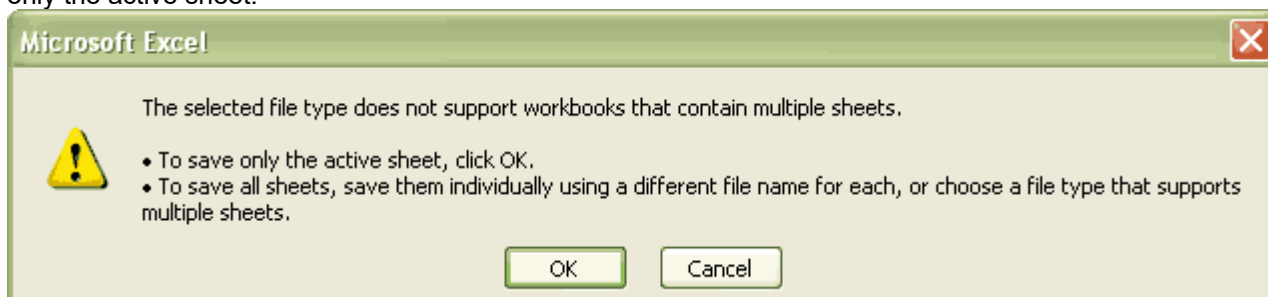 only the active sheet.
Microsoft Excel
The selected file type does not support workbooks that contain multiple sheets.
• To save only the active sheet, click OK.
• To save all sheets, save them individually using a different file name for each, or choose a file type that supports
multiple sheets.
OK Cancel